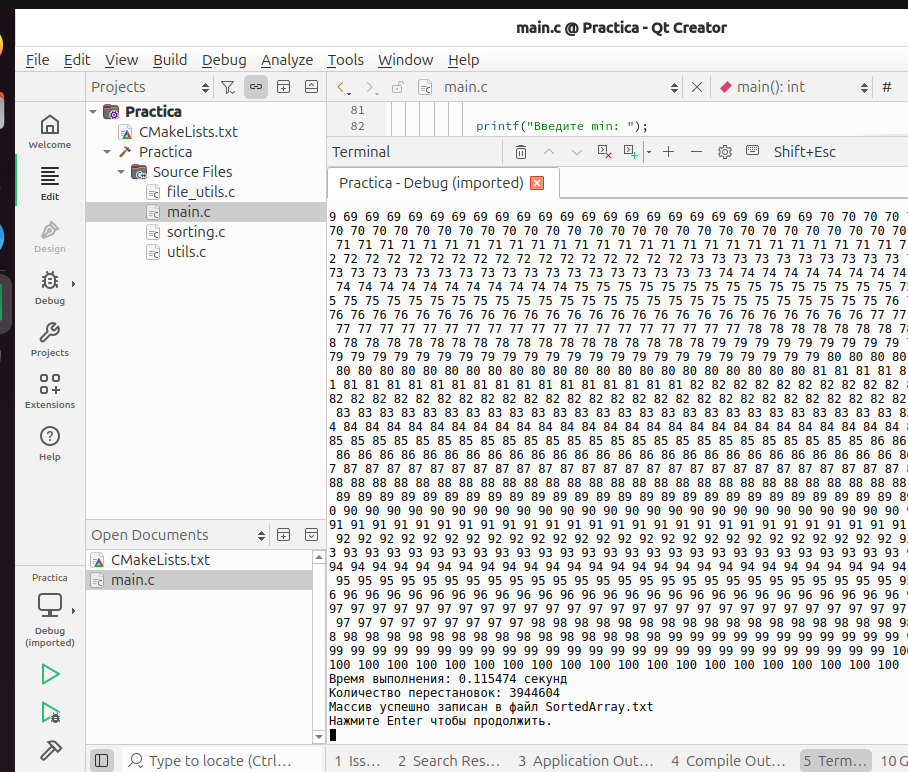 main.c @ Practica - Qt Creator
File Edit View Build Debug Analyze Tools Window Help
Projects
main.c
main(): int
#
Welcome
Edit
Design
Debug
Projects
Extensions
Help
Practica
CMakeLists.txt
Practica
Source Files
file_utils.c
main.c
sorting.c
utils.c
81
82 printf("Введите min: ");
Terminal
Shift+Esc
Practica - Debug (imported)
9 69 69 69 69 69 69 69 69 69 69 69 69 69 69 69 69 69 69 69 69 69 69 70 70 70 70
70 70 70 70 70 70 70 70 70 70 70 70 70 70 70 70 70 70 70 70 70 70 70 70 70 70 70
71 71 71 71 71 71 71 71 71 71 71 71 71 71 71 71 71 71 71 71 71 71 71 71 71 71 7
2 72 72 72 72 72 72 72 72 72 72 72 72 72 72 72 72 73 73 73 73 73 73 73 73 73 73
73 73 73 73 73 73 73 73 73 73 73 73 73 73 73 73 73 73 74 74 74 74 74 74 74 74 74
74 74 74 74 74 74 74 74 74 74 74 75 75 75 75 75 75 75 75 75 75 75 75 75 75 75 7
5 75 75 75 75 75 75 75 75 75 75 75 75 75 75 75 75 75 75 75 75 75 75 75 75 75 76
76 76 76 76 76 76 76 76 76 76 76 76 76 76 76 76 76 76 76 76 76 76 76 76 76 77 77
77 77 77 77 77 77 77 77 77 77 77 77 77 77 77 77 77 77 77 78 78 78 78 78 78 78 7
8 78 78 78 78 78 78 78 78 78 78 78 78 78 78 78 78 78 79 79 79 79 79 79 79 79 79
79 79 79 79 79 79 79 79 79 79 79 79 79 79 79 79 79 79 79 79 79 79 79 80 80 80 80
80 80 80 80 80 80 80 80 80 80 80 80 80 80 80 80 80 80 80 80 80 80 81 81 81 81 8
1 81 81 81 81 81 81 81 81 81 81 81 81 81 81 81 81 82 82 82 82 82 82 82 82 82 82
82 82 82 82 82 82 82 82 82 82 82 82 82 82 82 82 82 82 82 82 82 82 82 82 82 82 82
83 83 83 83 83 83 83 83 83 83 83 83 83 83 83 83 83 83 83 83 83 83 83 83 83 83 8
4 84 84 84 84 84 84 84 84 84 84 84 84 84 84 84 84 84 84 84 84 84 84 84 84 84 84
85 85 85 85 85 85 85 85 85 85 85 85 85 85 85 85 85 85 85 85 85 85 85 85 85 86 86
86 86 86 86 86 86 86 86 86 86 86 86 86 86 86 86 86 86 86 86 86 86 86 86 86 86 8
7 87 87 87 87 87 87 87 87 87 87 87 87 87 87 87 87 87 87 87 87 87 87 87 87 87 87
88 88 88 88 88 88 88 88 88 88 88 88 88 88 88 88 88 88 88 88 88 88 88 88 88 88 88
89 89 89 89 89 89 89 89 89 89 89 89 89 89 89 89 89 89 89 89 89 89 89 89 89 89 8
0 90 90 90 90 90 90 90 90 90 90 90 90 90 90 90 90 90 90 90 90 90 90 90 90 90 90
91 91 91 91 91 91 91 91 91 91 91 91 91 91 91 91 91 91 91 91 91 91 91 91 91 91 91
92 92 92 92 92 92 92 92 92 92 92 92 92 92 92 92 92 92 92 92 92 92 92 92 92 92 9
3 93 93 93 93 93 93 93 93 93 93 93 93 93 93 93 93 93 93 93 93 93 93 93 93 93 93
94 94 94 94 94 94 94 94 94 94 94 94 94 94 94 94 94 94 94 94 94 94 94 94 94 94 94
95 95 95 95 95 95 95 95 95 95 95 95 95 95 95 95 95 95 95 95 95 95 95 95 95 95 9
6 96 96 96 96 96 96 96 96 96 96 96 96 96 96 96 96 96 96 96 96 96 96 96 96 96 96
97 97 97 97 97 97 97 97 97 97 97 97 97 97 97 97 97 97 97 97 97 97 97 97 97 97 97
97 97 97 97 97 97 97 97 97 98 98 98 98 98 98 98 98 98 98 98 98 98 98 98 98 98 9
8 98 98 98 98 98 98 98 98 98 98 98 98 98 98 98 99 99 99 99 99 99 99 99 99 99 99
99 99 99 99 99 99 99 99 99 99 99 99 99 99 99 99 99 99 99 99 99 99 99 99 99 99 100
100 100 100 100 100 100 100 100 100 100 100 100 100 100 100 100 100 100 100 100
Время выполнения: 0.115474 секунд
Количество перестановок: 3944604
Массив успешно записан в файл SortedArray.txt
Нажмите Enter чтобы продолжить.
Open Documents
CMakeLists.txt
main.c
Practica
Debug
(imported)
Type to locate (Ctrl...
1 Iss... 2 Search Res... 3 Application Out... 4 Compile Out... 5 Term... 10 G